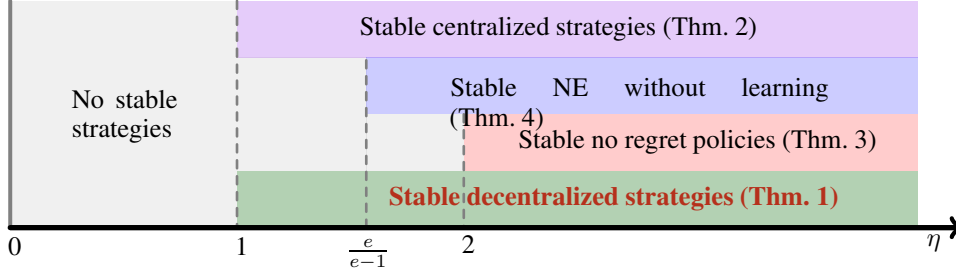 Stable centralized strategies (Thm. 2)
No stable
strategies
Stable NE without learning
(Thm. 4)
Stable no regret policies (Thm. 3)
Stable decentralized strategies (Thm. 1)
0 1 e/(e−1) 2 η